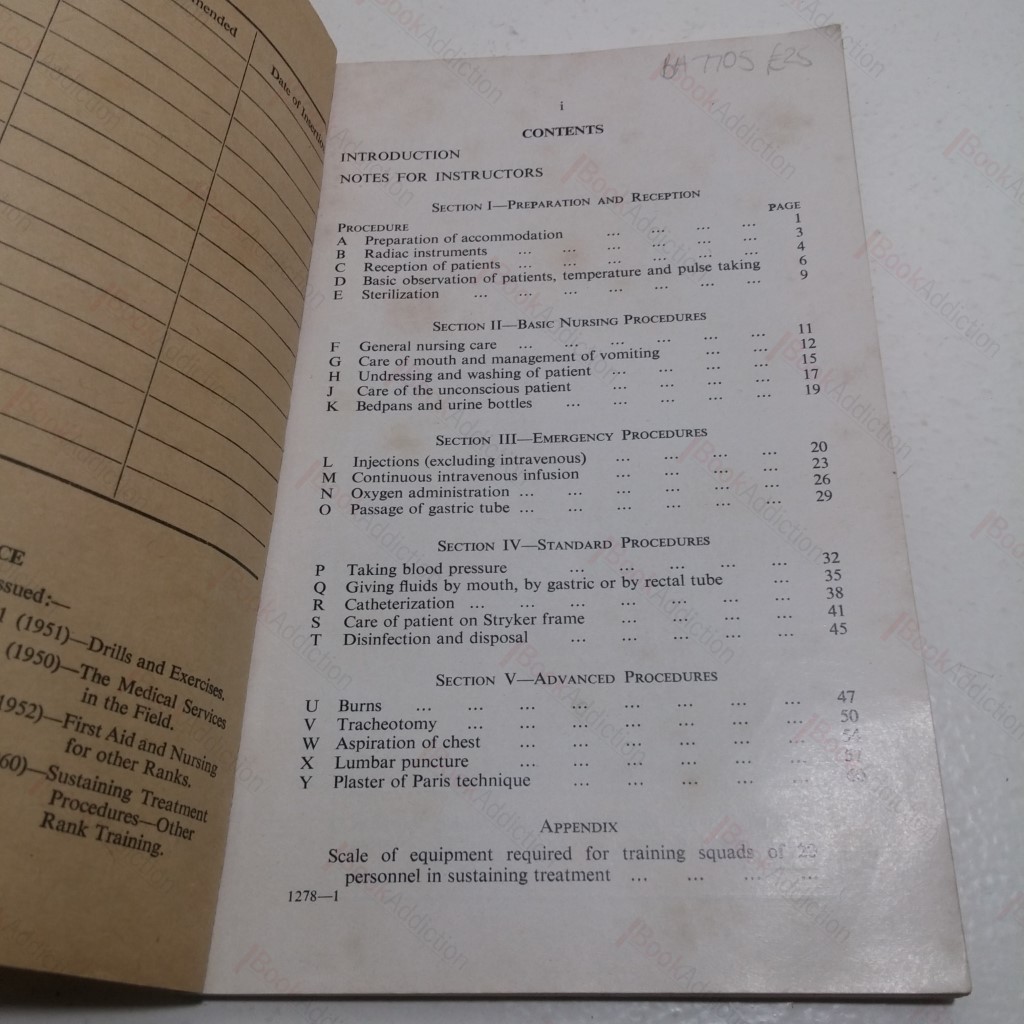 mended
Date of Insertion
CE
ssued:—
1 (1951)—Drills and Exercises.
(1950)—The Medical Services
in the Field.
1952)—First Aid and Nursing
for other Ranks.
60)—Sustaining Treatment
Procedures—Other
Rank Training.
BA 7705 £25
i
CONTENTS
INTRODUCTION
NOTES FOR INSTRUCTORS
SECTION I—PREPARATION AND RECEPTION
PROCEDURE PAGE
A Preparation of accommodation ... ... ... ... 1
B Radiac instruments ... ... ... ... ... ... 3
C Reception of patients ... ... ... ... ... ... 4
D Basic observation of patients, temperature and pulse taking 6
E Sterilization ... ... ... ... ... ... ... 9
SECTION II—BASIC NURSING PROCEDURES
F General nursing care ... ... ... ... ... ... 11
G Care of mouth and management of vomiting ... ... 12
H Undressing and washing of patient ... ... ... ... 15
J Care of the unconscious patient ... ... ... ... 17
K Bedpans and urine bottles ... ... ... ... ... 19
SECTION III—EMERGENCY PROCEDURES
L Injections (excluding intravenous) ... ... ... ... 20
M Continuous intravenous infusion ... ... ... ... 23
N Oxygen administration ... ... ... ... ... ... 26
O Passage of gastric tube ... ... ... ... ... ... 29
SECTION IV—STANDARD PROCEDURES
P Taking blood pressure ... ... ... ... ... 32
Q Giving fluids by mouth, by gastric or by rectal tube ... 35
R Catheterization ... ... ... ... ... ... ... 38
S Care of patient on Stryker frame ... ... ... ... 41
T Disinfection and disposal ... ... ... ... ... 45
SECTION V—ADVANCED PROCEDURES
U Burns ... ... ... ... ... ... ... ... 47
V Tracheotomy ... ... ... ... ... ... ... 50
W Aspiration of chest ... ... ... ... ... ... 54
X Lumbar puncture ... ... ... ... ... ... 57
Y Plaster of Paris technique ... ... ... ... ...
APPENDIX
Scale of equipment required for training squads of 22
personnel in sustaining treatment ... ... ... ...
1278—1
BookAddiction